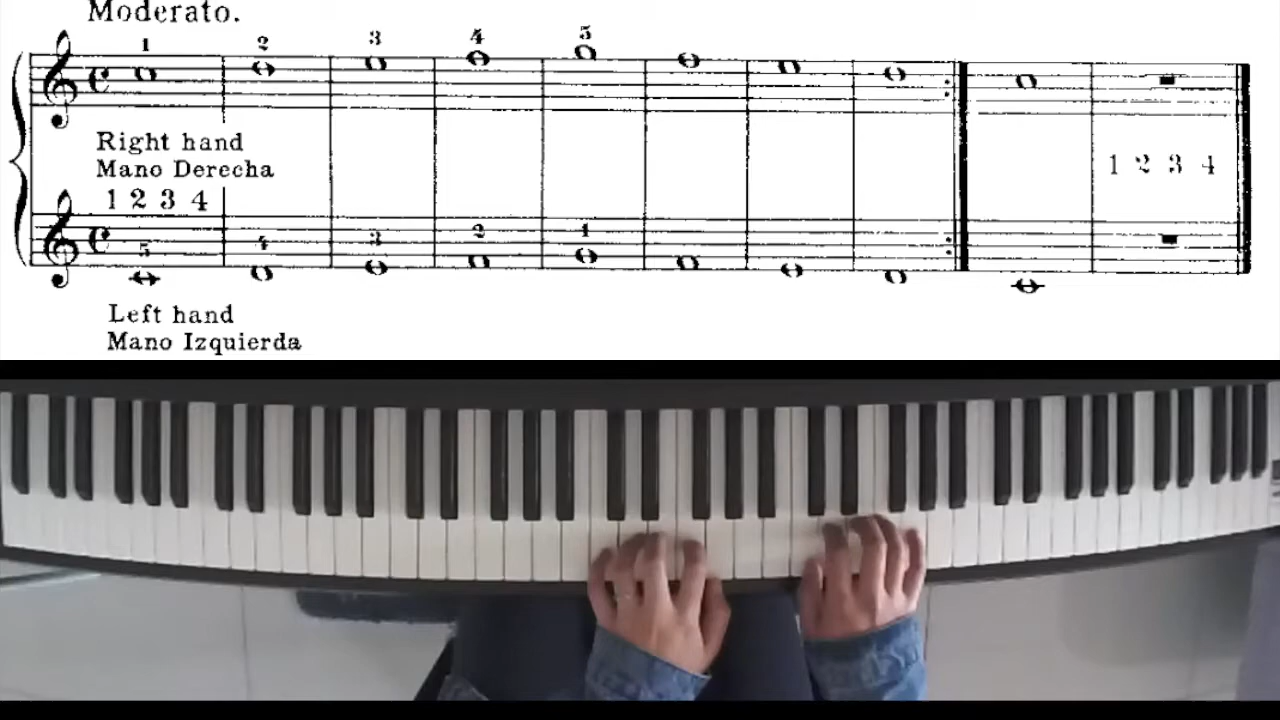 Moderato.
1 2 3 4 5
Right hand
Mano Derecha
1 2 3 4
1 2 3 4
5 4 3 2 1
Left hand
Mano Izquierda